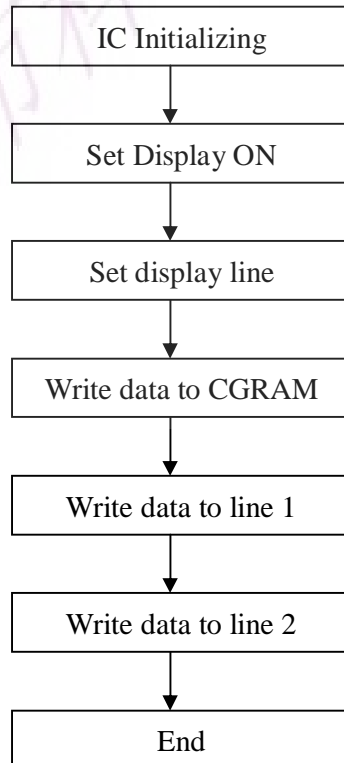 IC Initializing
Set Display ON
Set display line
Write data to CGRAM
Write data to line 1
Write data to line 2
End